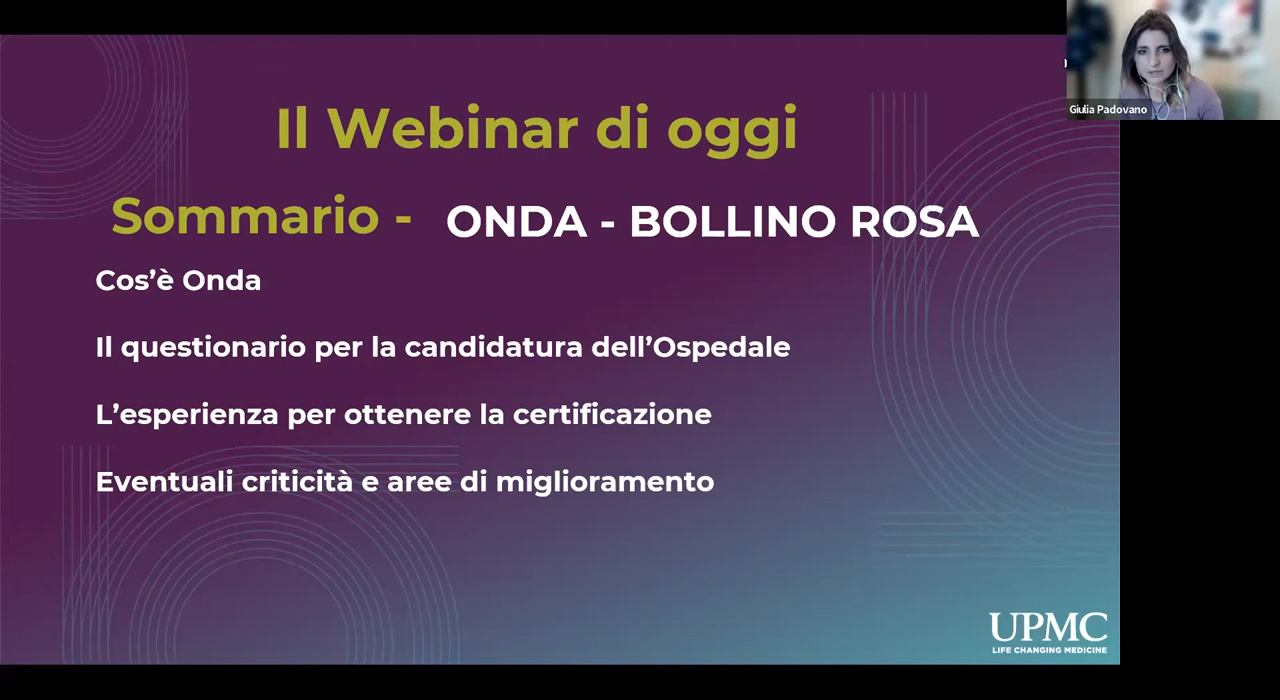 Il Webinar di oggi
Sommario - ONDA - BOLLINO ROSA
Cos’è Onda
Il questionario per la candidatura dell’Ospedale
L’esperienza per ottenere la certificazione
Eventuali criticità e aree di miglioramento
Giulia Padovano
UPMC
LIFE CHANGING MEDICINE